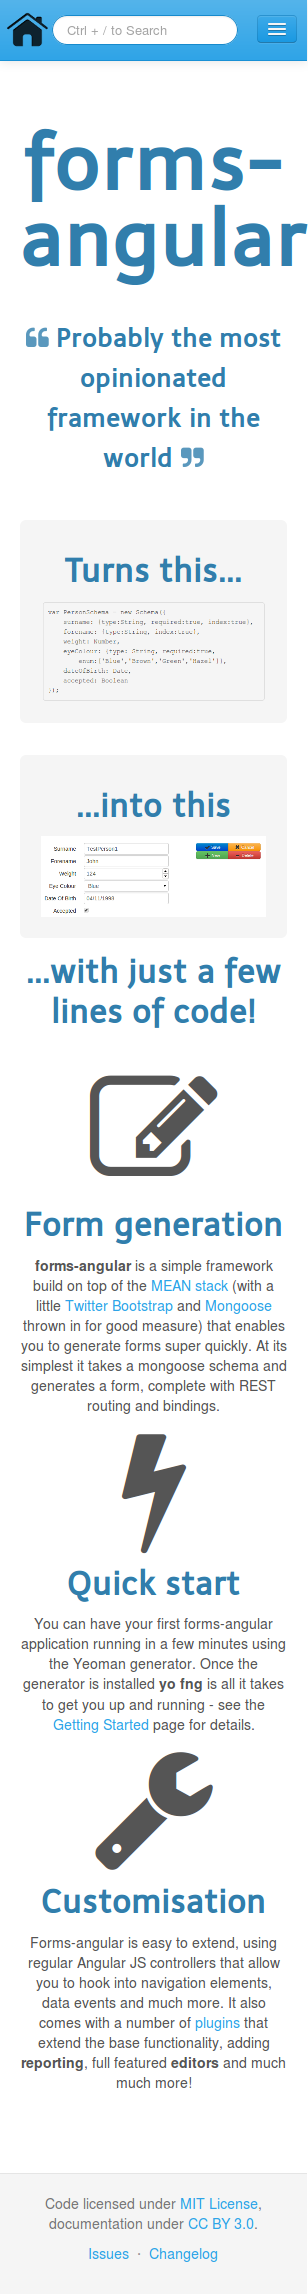 Ctrl + / to Search
forms-
angular
Probably the most
opinionated
framework in the
world
Turns this...
var PersonSchema = new Schema({
surname: {type:String, required:true, index:true},
forename: {type:String, index:true},
weight: Number,
eyeColour: {type: String, required:true,
enum:['Blue','Brown','Green','Hazel']},
dateOfBirth: Date,
accepted: Boolean
});
...into this
Surname TestPerson1 Save Cancel
Forename John New Delete
Weight 124
Eye Colour Blue
Date Of Birth 04/11/1998
Accepted
...with just a few
lines of code!
Form generation
forms-angular is a simple framework
build on top of the MEAN stack (with a
little Twitter Bootstrap and Mongoose
thrown in for good measure) that enables
you to generate forms super quickly. At its
simplest it takes a mongoose schema and
generates a form, complete with REST
routing and bindings.
Quick start
You can have your first forms-angular
application running in a few minutes using
the Yeoman generator. Once the
generator is installed yo fng is all it takes
to get you up and running - see the
Getting Started page for details.
Customisation
Forms-angular is easy to extend, using
regular Angular JS controllers that allow
you to hook into navigation elements,
data events and much more. It also
comes with a number of plugins that
extend the base functionality, adding
reporting, full featured editors and much
much more!
Code licensed under MIT License,
documentation under CC BY 3.0.
Issues · Changelog